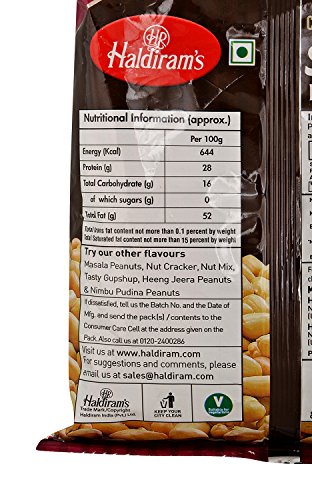 HR
Haldiram's
Nutritional Information (approx.)
Per 100g
Energy (Kcal) 644
Protein (g) 28
Total Carbohydrate (g) 16
of which sugars (g) 0
Total Fat (g) 52
Total trans fat content not more than 0.1 percent by weight
Total Saturated fat content not more than 15 percent by weight
Try our other flavours
Masala Peanuts, Nut Cracker, Nut Mix,
Tasty Gupshup, Heeng Jeera Peanuts
& Nimbu Pudina Peanuts
If dissatisfied, tell us the Batch No. and the Date of
Mfg. and send the pack(s) / contents to the
Consumer Care Cell at the address given on the
Pack. Also call us at 0120-2400286
Visit us at www.haldiram.com
For suggestions and comments, please
email us at sales@haldiram.com
HR
Haldiram's
Trade Mark/Copyright
Haldiram India (Pvt.) Ltd.
KEEP YOUR
CITY CLEAN
V
Suitable for
vegetarians